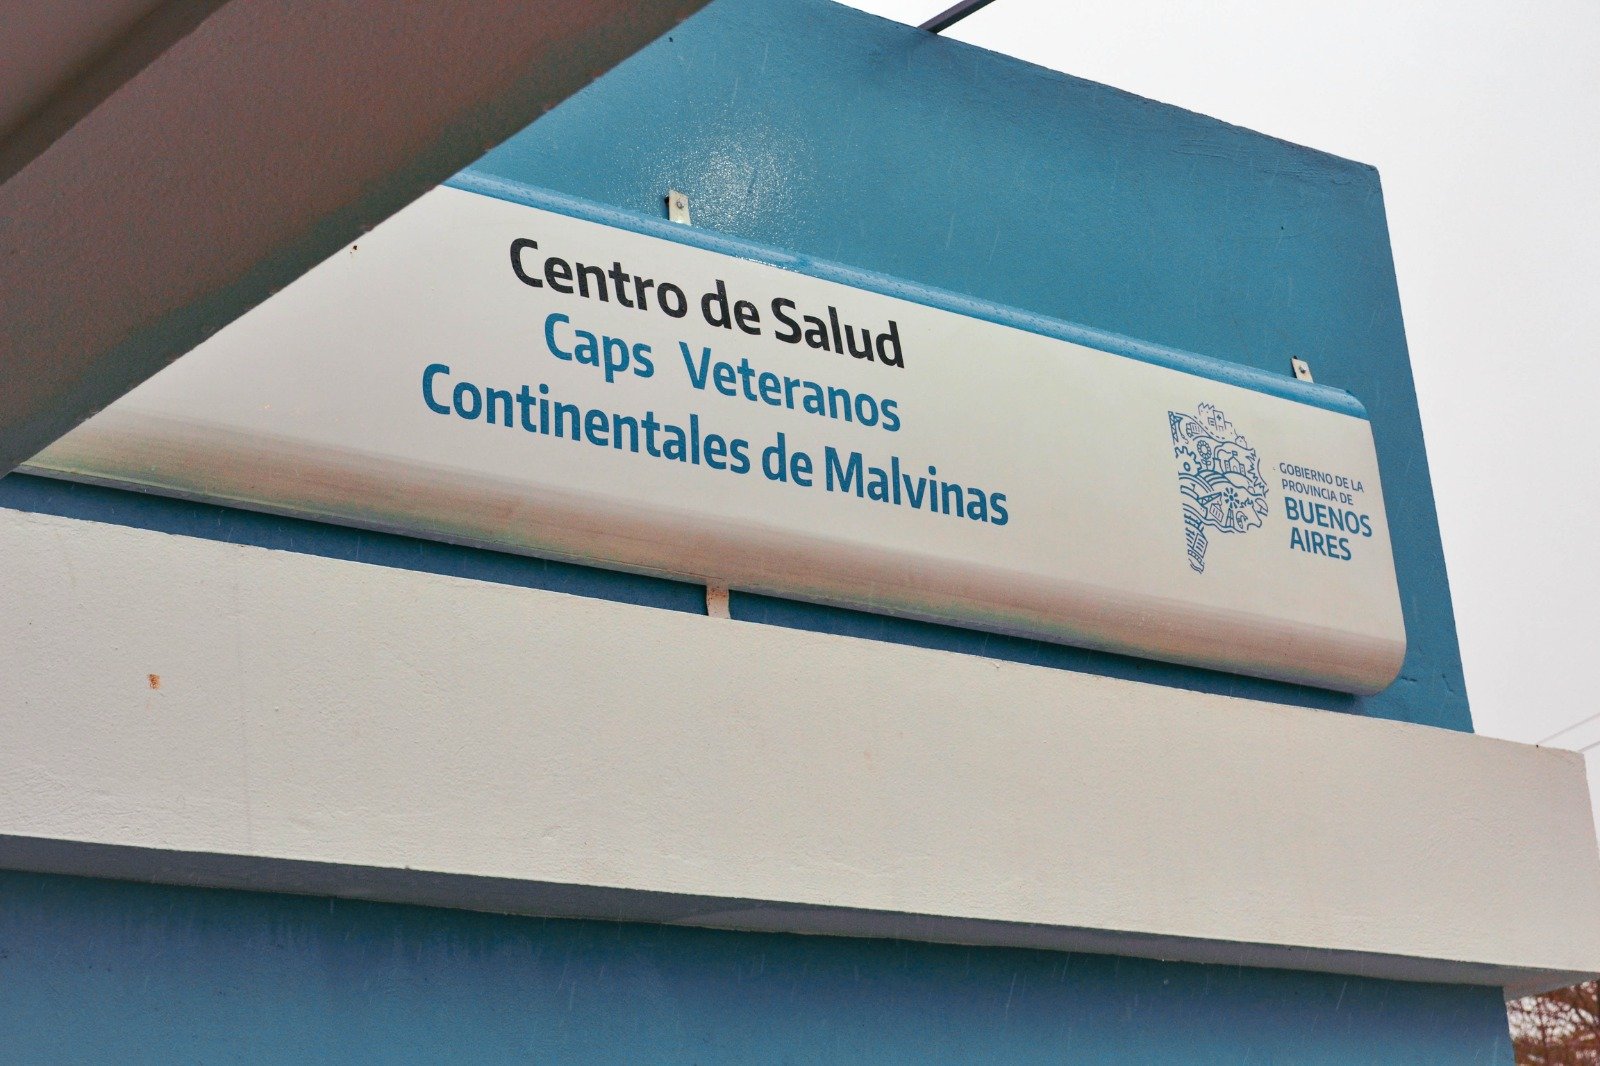 Centro de Salud
Caps Veteranos
Continentales de Malvinas
GOBIERNO DE LA
PROVINCIA DE
BUENOS
AIRES